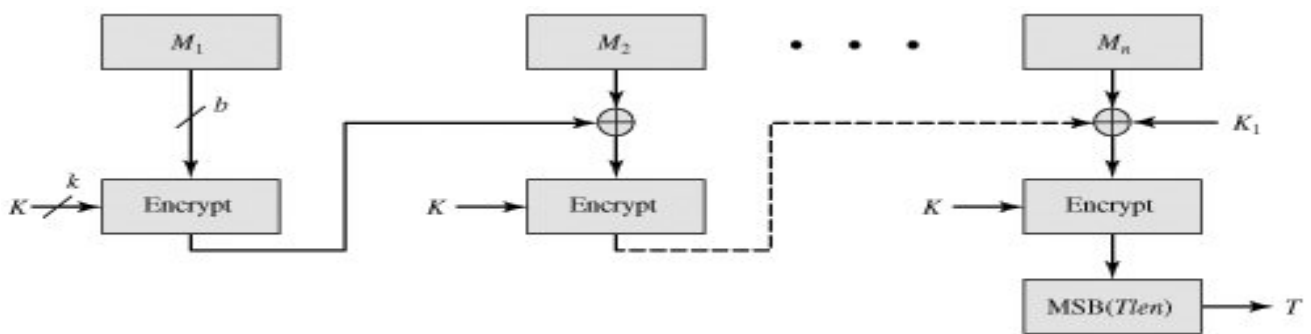 M₁ M₂ • • • Mₙ
b
K₁
k
K Encrypt K Encrypt K Encrypt
MSB(Tlen) T